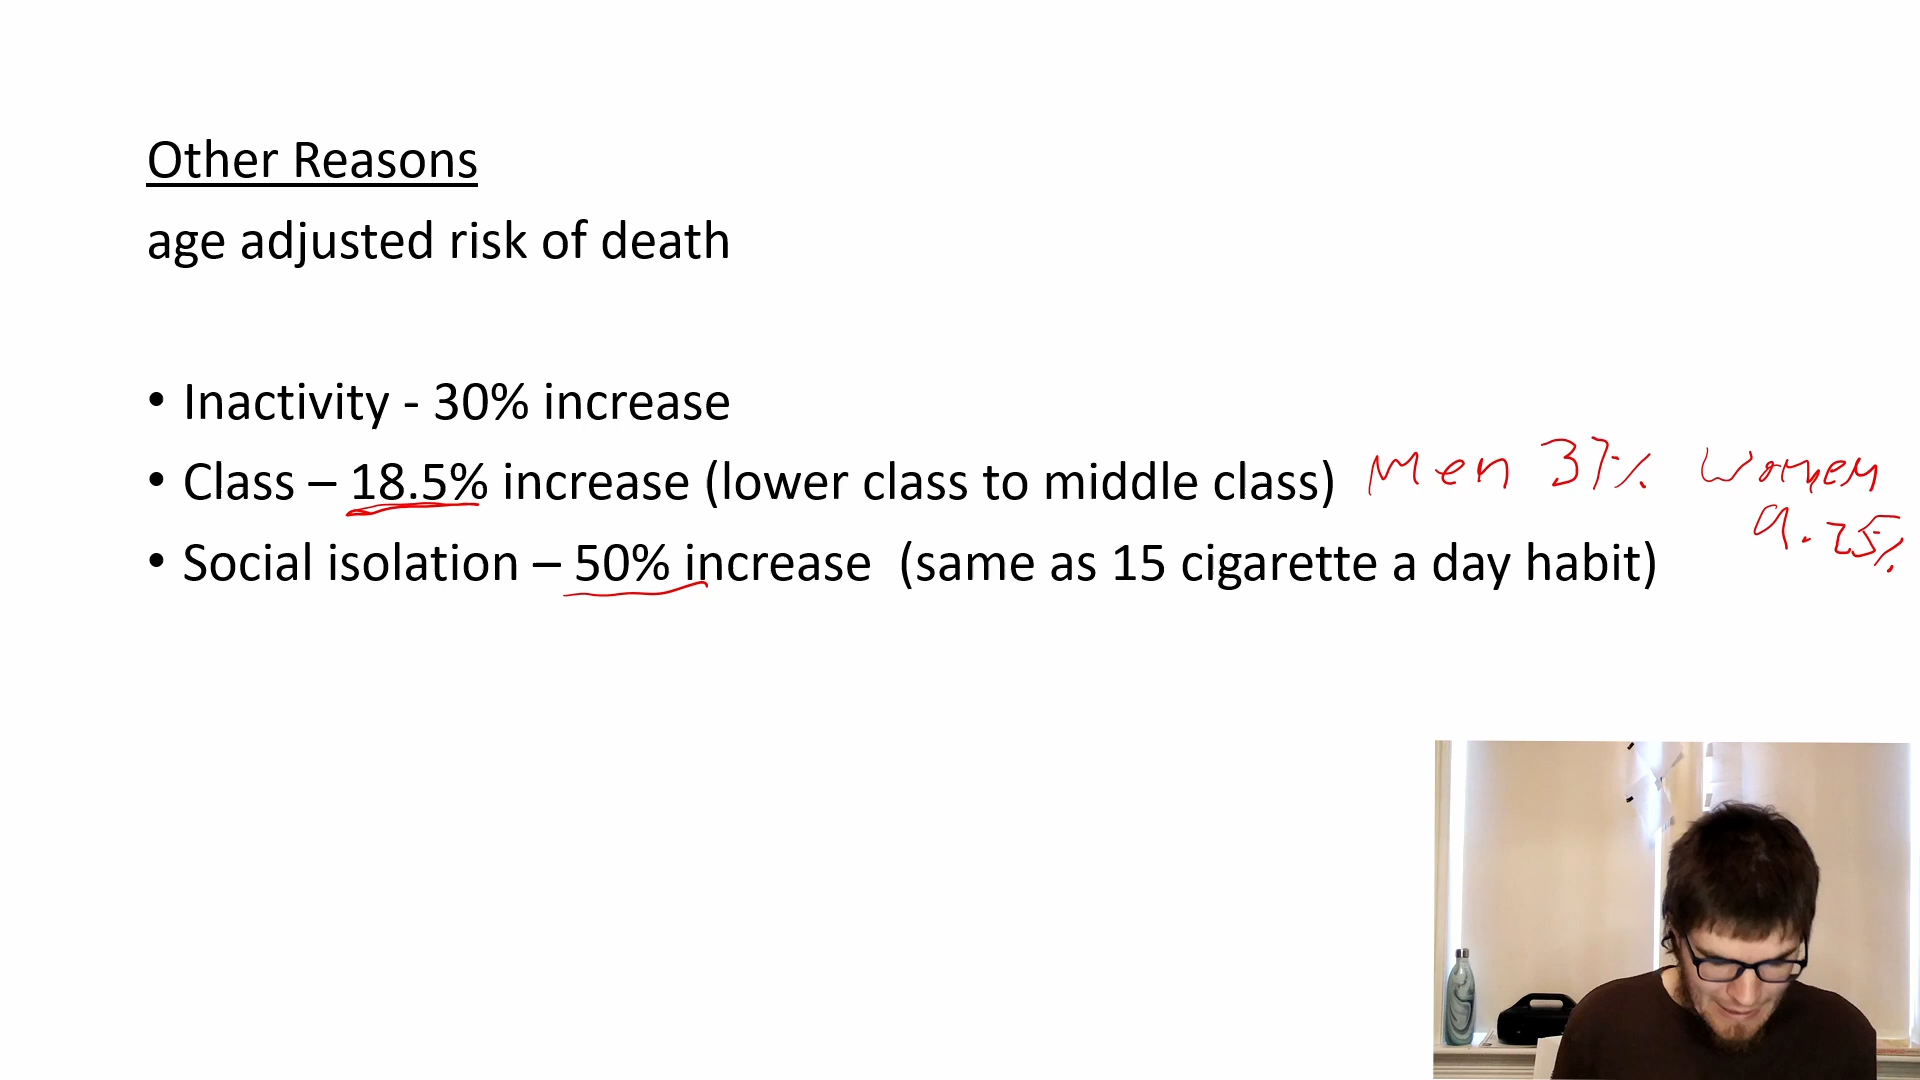 Other Reasons
age adjusted risk of death
• Inactivity - 30% increase
• Class – 18.5% increase (lower class to middle class) Men 37% Women
9.25%
• Social isolation – 50% increase (same as 15 cigarette a day habit)